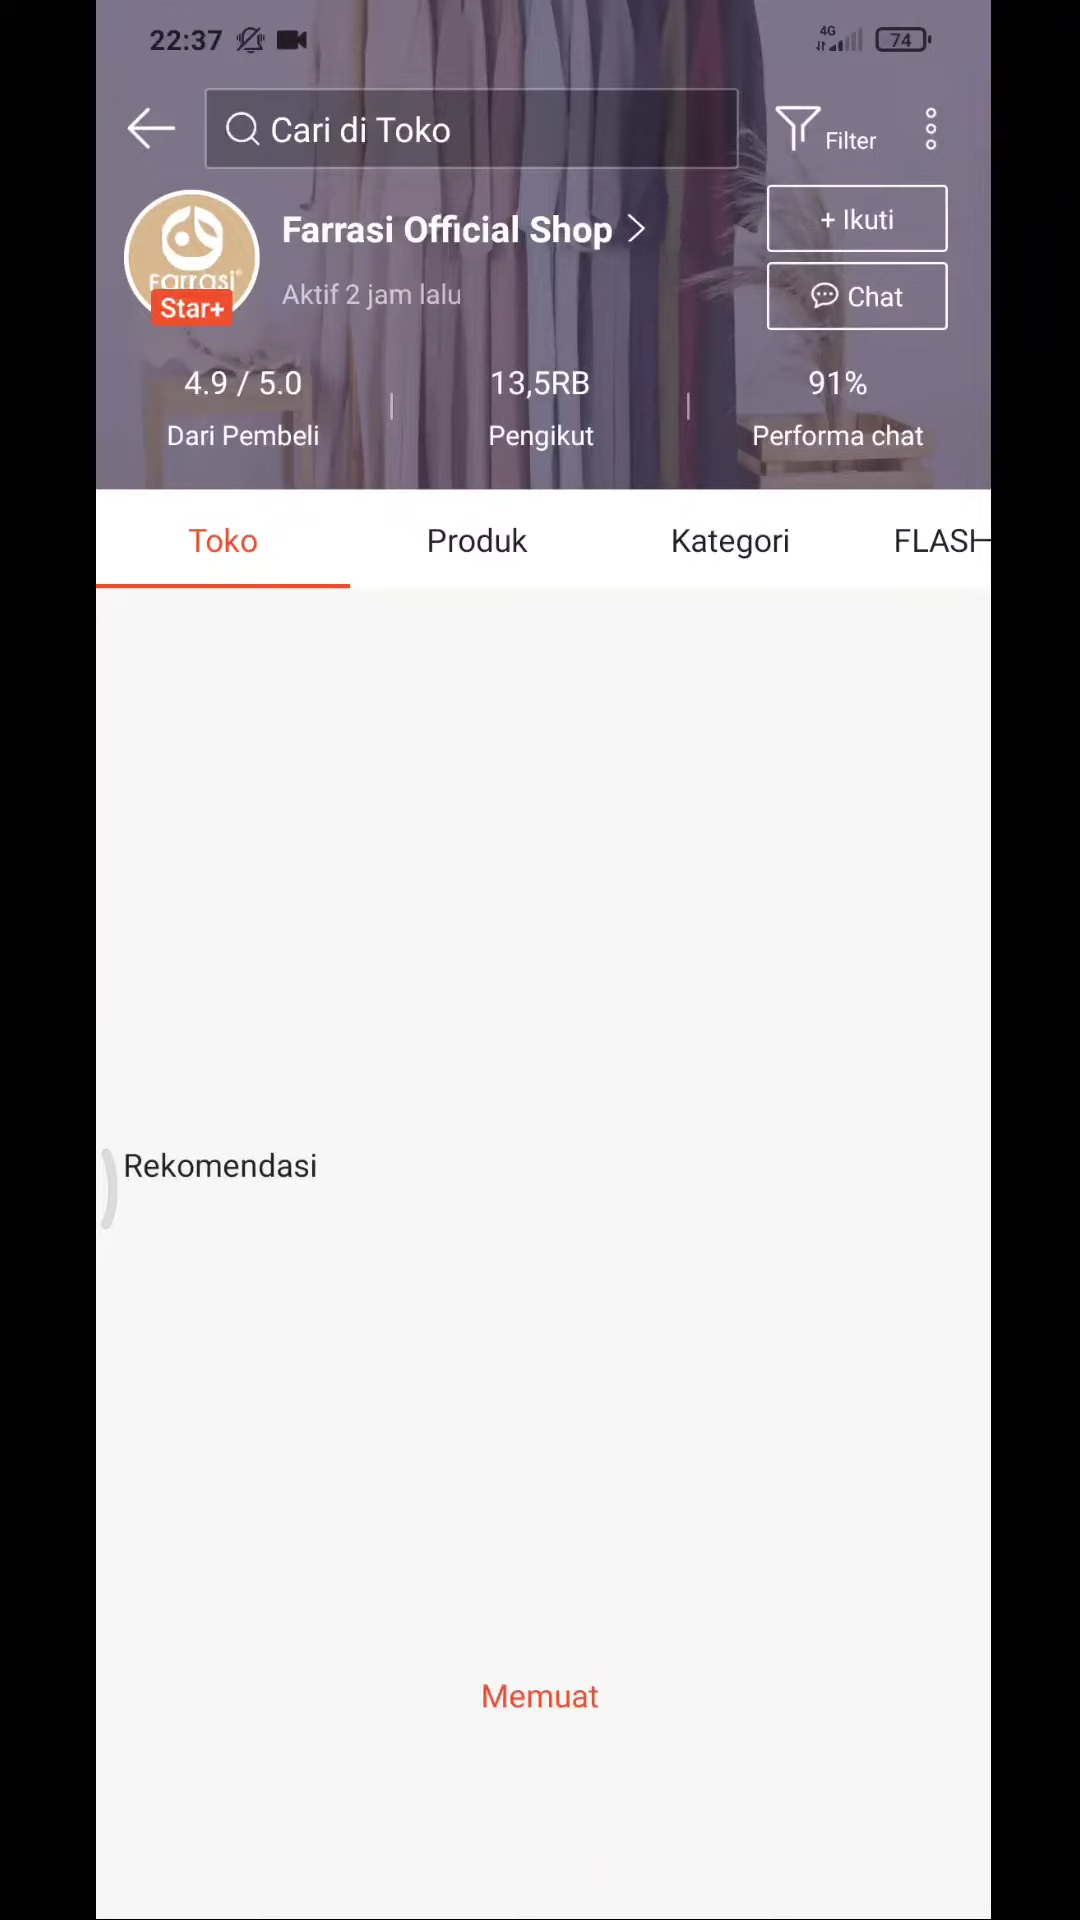 22:37
4G
74
Cari di Toko
Filter
Farrasi Official Shop
+ Ikuti
Farrasi
Star+
Aktif 2 jam lalu
Chat
4.9 / 5.0
13,5RB
91%
Dari Pembeli
Pengikut
Performa chat
Toko
Produk
Kategori
FLASH
Rekomendasi
Memuat